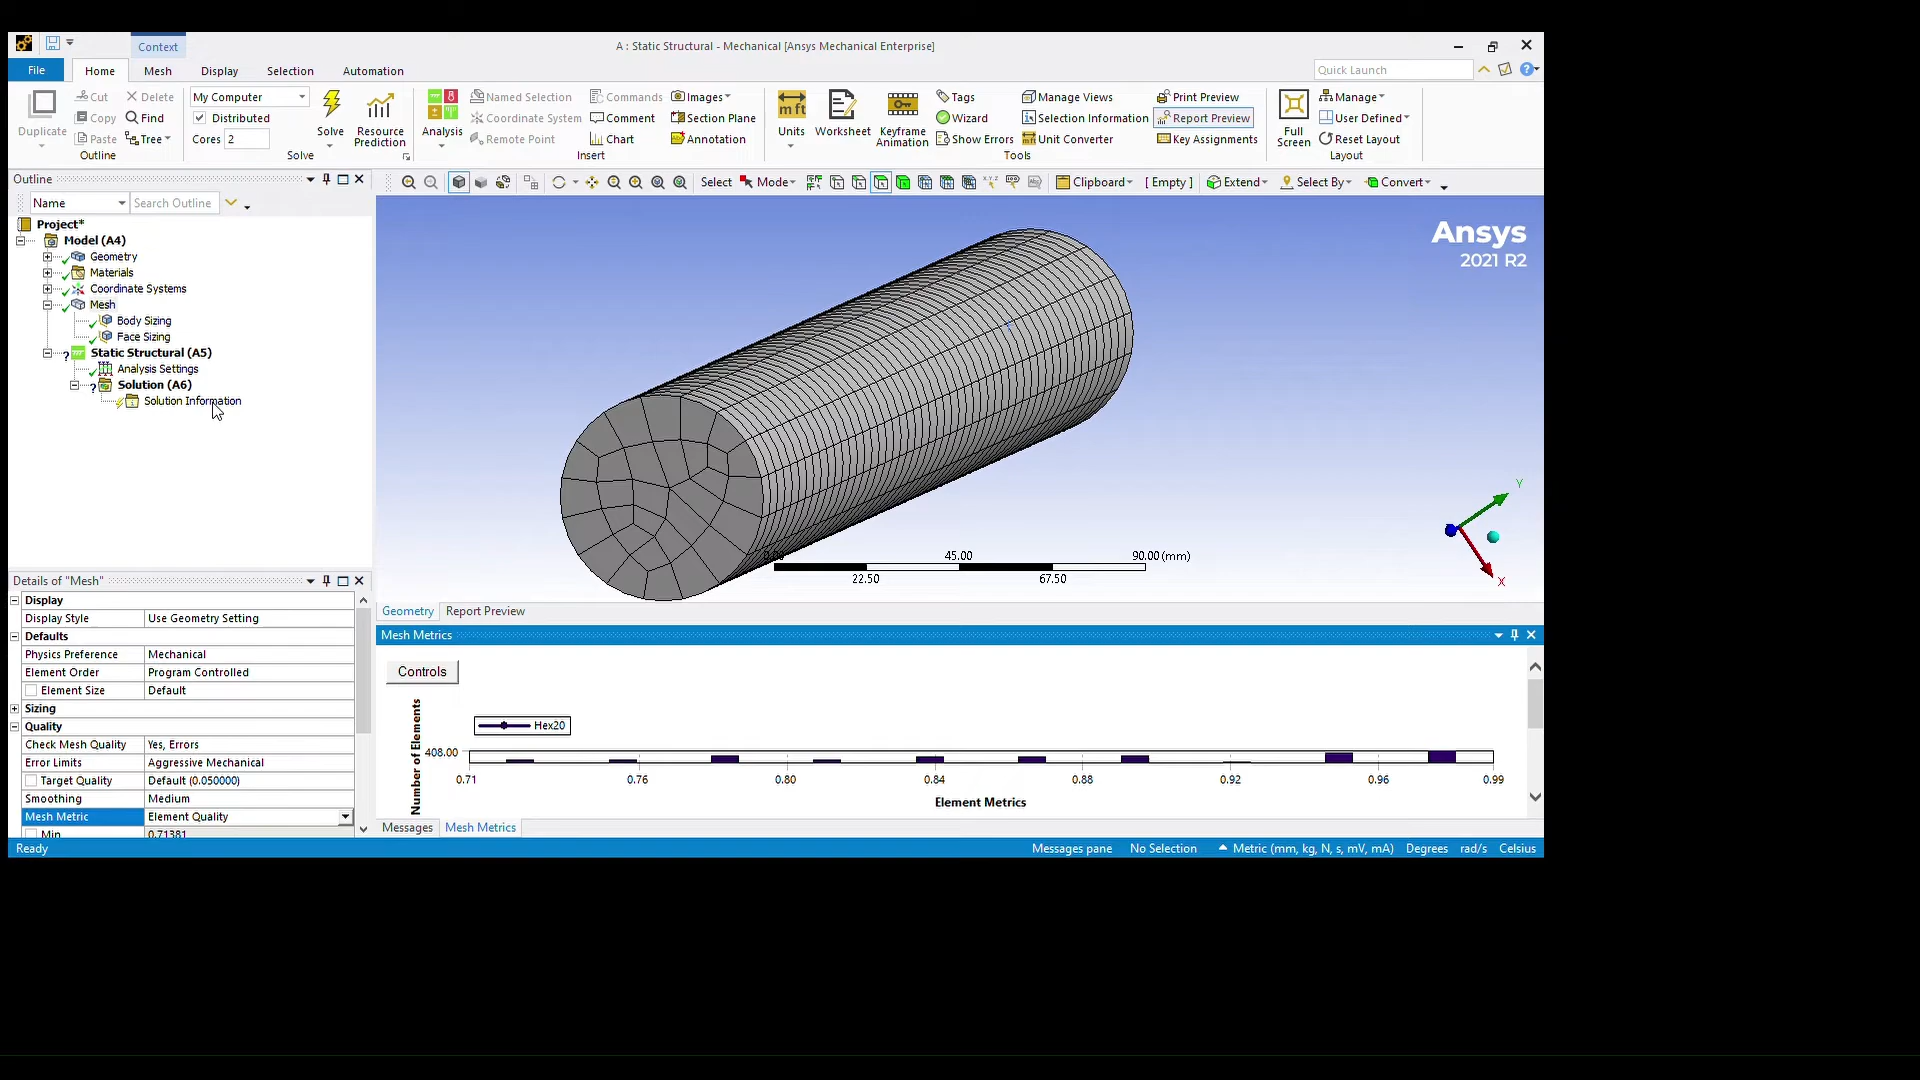 Context
A : Static Structural - Mechanical [Ansys Mechanical Enterprise]
File Home Mesh Display Selection Automation
Quick Launch
Duplicate
Cut
Copy
Paste
Delete
Find
Tree
Outline
My Computer
Distributed
Cores 2
Solve
Resource Prediction
Solve
Analysis
Named Selection
Coordinate System
Remote Point
Commands
Comment
Chart
Images
Section Plane
Annotation
Insert
Units
Worksheet
Keyframe Animation
Tags
Wizard
Show Errors
Manage Views
Selection Information
Unit Converter
Print Preview
Report Preview
Key Assignments
Tools
Full Screen
Manage
User Defined
Reset Layout
Layout
Outline
Name
Search Outline
Select Mode Clipboard [ Empty ] Extend Select By Convert
Project*
Model (A4)
Geometry
Materials
Coordinate Systems
Mesh
Body Sizing
Face Sizing
Static Structural (A5)
Analysis Settings
Solution (A6)
Solution Information
Ansys
2021 R2
Y
X
0.00 45.00 90.00 (mm)
22.50 67.50
Geometry Report Preview
Details of "Mesh"
Display
Display Style Use Geometry Setting
Defaults
Physics Preference Mechanical
Element Order Program Controlled
Element Size Default
Sizing
Quality
Check Mesh Quality Yes, Errors
Error Limits Aggressive Mechanical
Target Quality Default (0.050000)
Smoothing Medium
Mesh Metric Element Quality
Min 0.71381
Mesh Metrics
Controls
Number of Elements
Hex20
408.00
0.71 0.76 0.80 0.84 0.88 0.92 0.96 0.99
Element Metrics
Messages Mesh Metrics
Ready
Messages pane No Selection Metric (mm, kg, N, s, mV, mA) Degrees rad/s Celsius